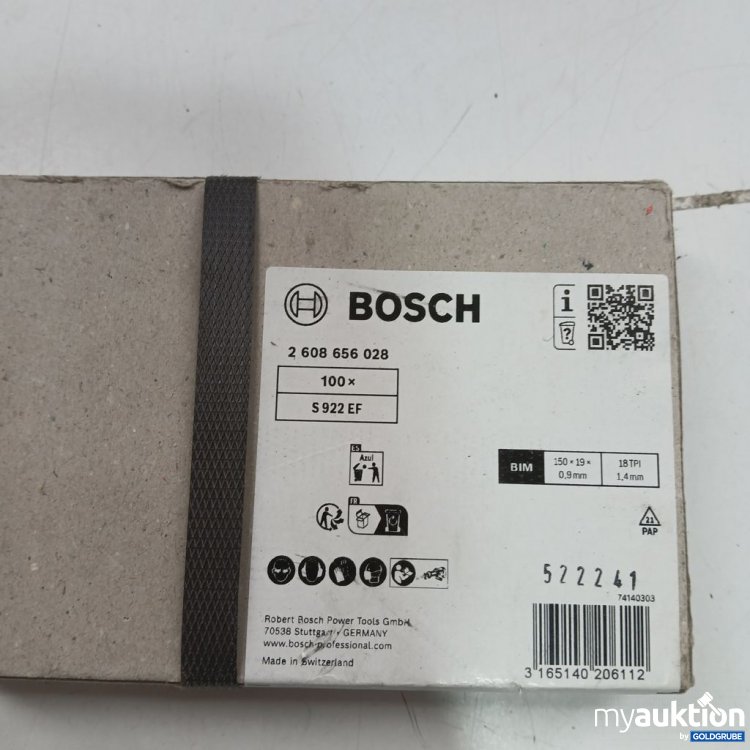 BOSCH
2 608 656 028
100×
S 922 EF
ES
Azul
FR
BIM
150 × 19 × 0,9 mm
18 TPI
1,4 mm
21
PAP
522241
74140303
Robert Bosch Power Tools GmbH
70538 Stuttgart • GERMANY
www.bosch-professional.com
Made in Switzerland
3 165140 206112
myauktion
by GOLDGRUBE